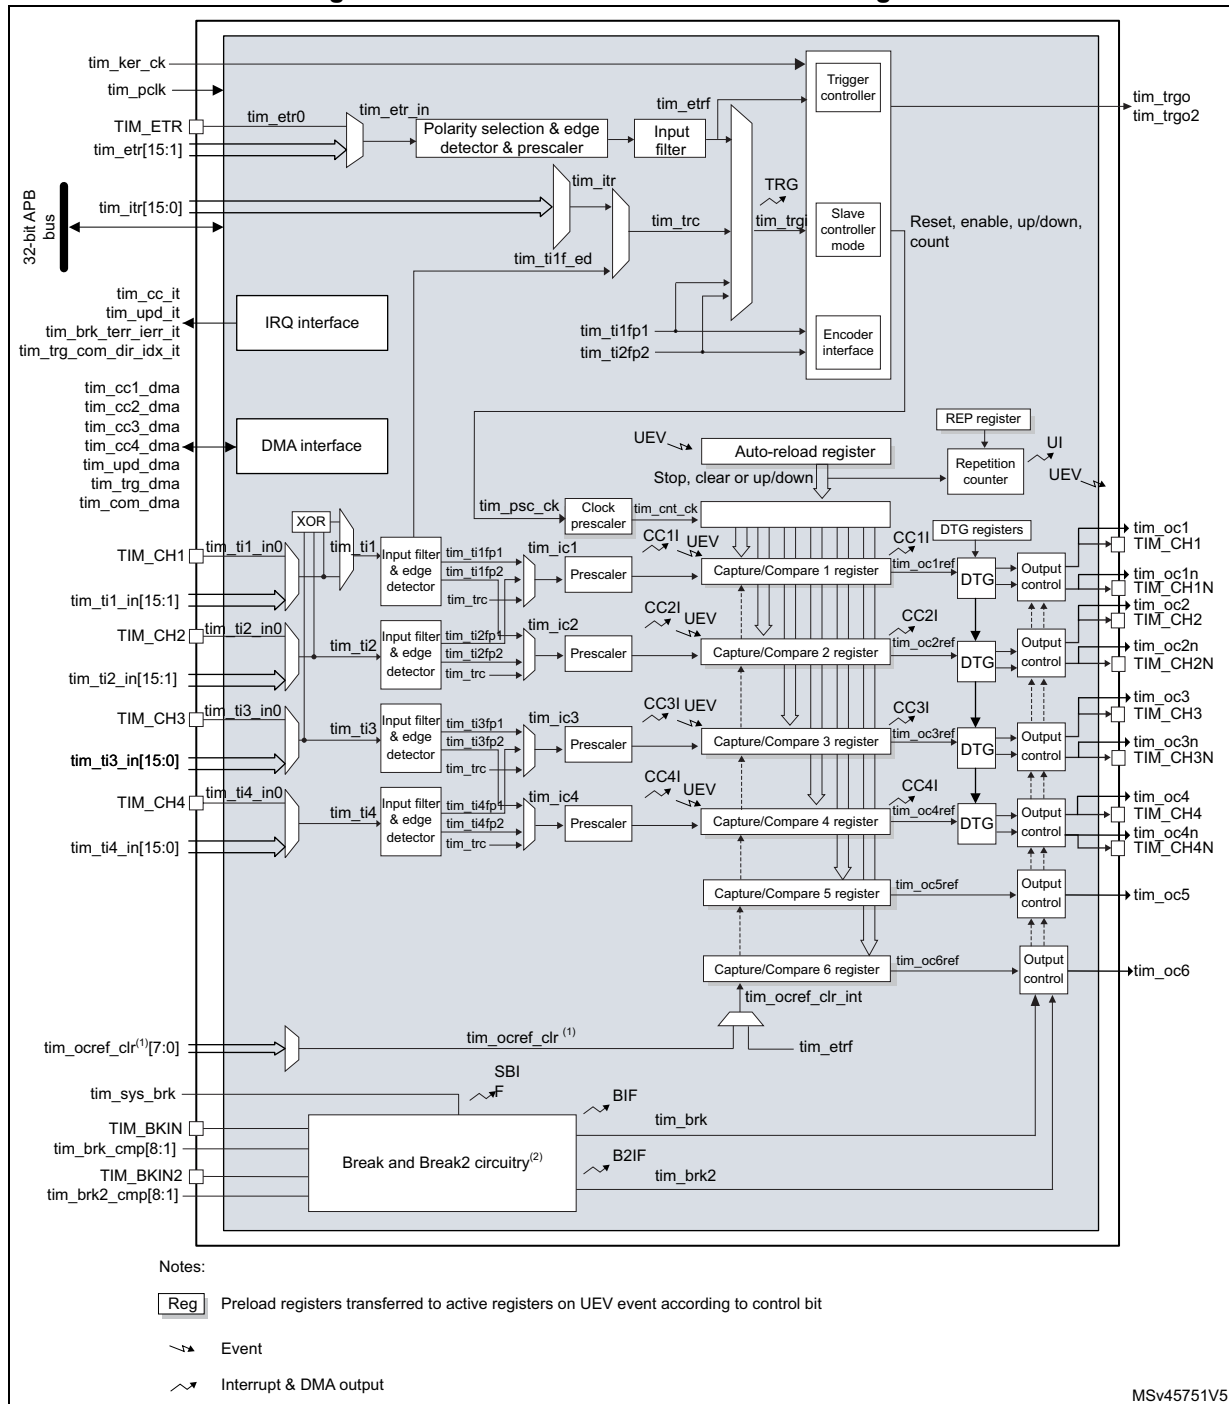 tim_ker_ck
tim_pclk
TIM_ETR
tim_etr0
tim_etr[15:1]
tim_etr_in
Polarity selection & edge
detector & prescaler
Input
filter
tim_etrf
Trigger
controller
tim_trgo
tim_trgo2
32-bit APB
bus
tim_itr[15:0]
tim_itr
tim_trc
tim_ti1f_ed
TRG
tim_trgi
Slave
controller
mode
Reset, enable, up/down,
count
tim_cc_it
tim_upd_it
tim_brk_terr_ierr_it
tim_trg_com_dir_idx_it
IRQ interface
tim_ti1fp1
tim_ti2fp2
Encoder
interface
tim_cc1_dma
tim_cc2_dma
tim_cc3_dma
tim_cc4_dma
tim_upd_dma
tim_trg_dma
tim_com_dma
DMA interface
REP register
UEV
Auto-reload register
Repetition
counter
UI
UEV
Stop, clear or up/down
tim_psc_ck
Clock
prescaler
tim_cnt_ck
DTG registers
XOR
TIM_CH1
tim_ti1_in0
tim_ti1_in[15:1]
tim_ti1
Input filter
& edge
detector
tim_ti1fp1
tim_ti1fp2
tim_trc
tim_ic1
Prescaler
CC1I
UEV
Capture/Compare 1 register
CC1I
tim_oc1ref
DTG
Output
control
tim_oc1
TIM_CH1
tim_oc1n
TIM_CH1N
TIM_CH2
tim_ti2_in0
tim_ti2_in[15:1]
tim_ti2
Input filter
& edge
detector
tim_ti2fp1
tim_ti2fp2
tim_trc
tim_ic2
Prescaler
CC2I
UEV
Capture/Compare 2 register
CC2I
tim_oc2ref
DTG
Output
control
tim_oc2
TIM_CH2
tim_oc2n
TIM_CH2N
TIM_CH3
tim_ti3_in0
tim_ti3_in[15:0]
tim_ti3
Input filter
& edge
detector
tim_ti3fp1
tim_ti3fp2
tim_trc
tim_ic3
Prescaler
CC3I
UEV
Capture/Compare 3 register
CC3I
tim_oc3ref
DTG
Output
control
tim_oc3
TIM_CH3
tim_oc3n
TIM_CH3N
TIM_CH4
tim_ti4_in0
tim_ti4_in[15:0]
tim_ti4
Input filter
& edge
detector
tim_ti4fp1
tim_ti4fp2
tim_trc
tim_ic4
Prescaler
CC4I
UEV
Capture/Compare 4 register
CC4I
tim_oc4ref
DTG
Output
control
tim_oc4
TIM_CH4
tim_oc4n
TIM_CH4N
Capture/Compare 5 register
tim_oc5ref
Output
control
tim_oc5
Capture/Compare 6 register
tim_oc6ref
Output
control
tim_oc6
tim_ocref_clr_int
tim_ocref_clr(1)[7:0]
tim_ocref_clr (1)
tim_etrf
tim_sys_brk
SBI
F
TIM_BKIN
tim_brk_cmp[8:1]
TIM_BKIN2
tim_brk2_cmp[8:1]
Break and Break2 circuitry(2)
BIF
tim_brk
B2IF
tim_brk2
Notes:
Reg Preload registers transferred to active registers on UEV event according to control bit
Event
Interrupt & DMA output
MSv45751V5